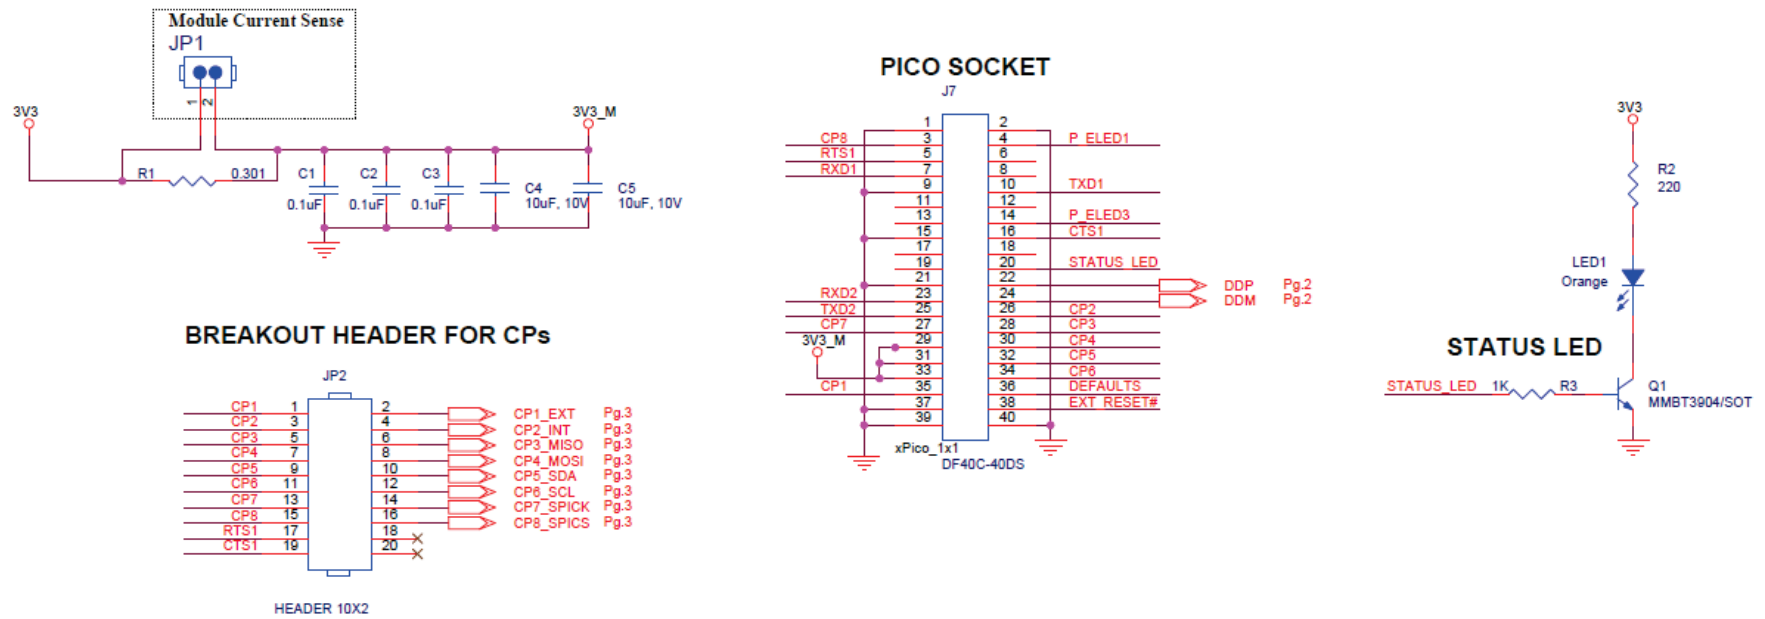 Module Current Sense
JP1
1
2
3V3
3V3_M
R1
0.301
C1
0.1uF
C2
0.1uF
C3
0.1uF
C4
10uF, 10V
C5
10uF, 10V
BREAKOUT HEADER FOR CPs
JP2
CP1 1 2 CP1_EXT Pg.3
CP2 3 4 CP2_INT Pg.3
CP3 5 6 CP3_MISO Pg.3
CP4 7 8 CP4_MOSI Pg.3
CP5 9 10 CP5_SDA Pg.3
CP6 11 12 CP6_SCL Pg.3
CP7 13 14 CP7_SPICK Pg.3
CP8 15 16 CP8_SPICS Pg.3
RTS1 17 18
CTS1 19 20
HEADER 10X2
PICO SOCKET
J7
1 2
CP8 3 4 P_ELED1
RTS1 5 6
RXD1 7 8
9 10 TXD1
11 12
13 14 P_ELED3
15 16 CTS1
17 18
19 20 STATUS_LED
21 22 DDP Pg.2
RXD2 23 24 DDM Pg.2
TXD2 25 26 CP2
CP7 27 28 CP3
3V3_M 29 30 CP4
31 32 CP5
33 34 CP6
CP1 35 36 DEFAULTS
37 38 EXT_RESET#
39 40
xPico_1x1
DF40C-40DS
3V3
R2
220
LED1
Orange
STATUS LED
STATUS_LED 1K R3
Q1
MMBT3904/SOT